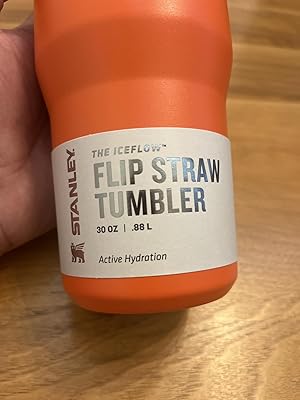 STANLEY.
THE ICEFLOW™
FLIP STRAW
TUMBLER
30 OZ | .88 L
Active Hydration